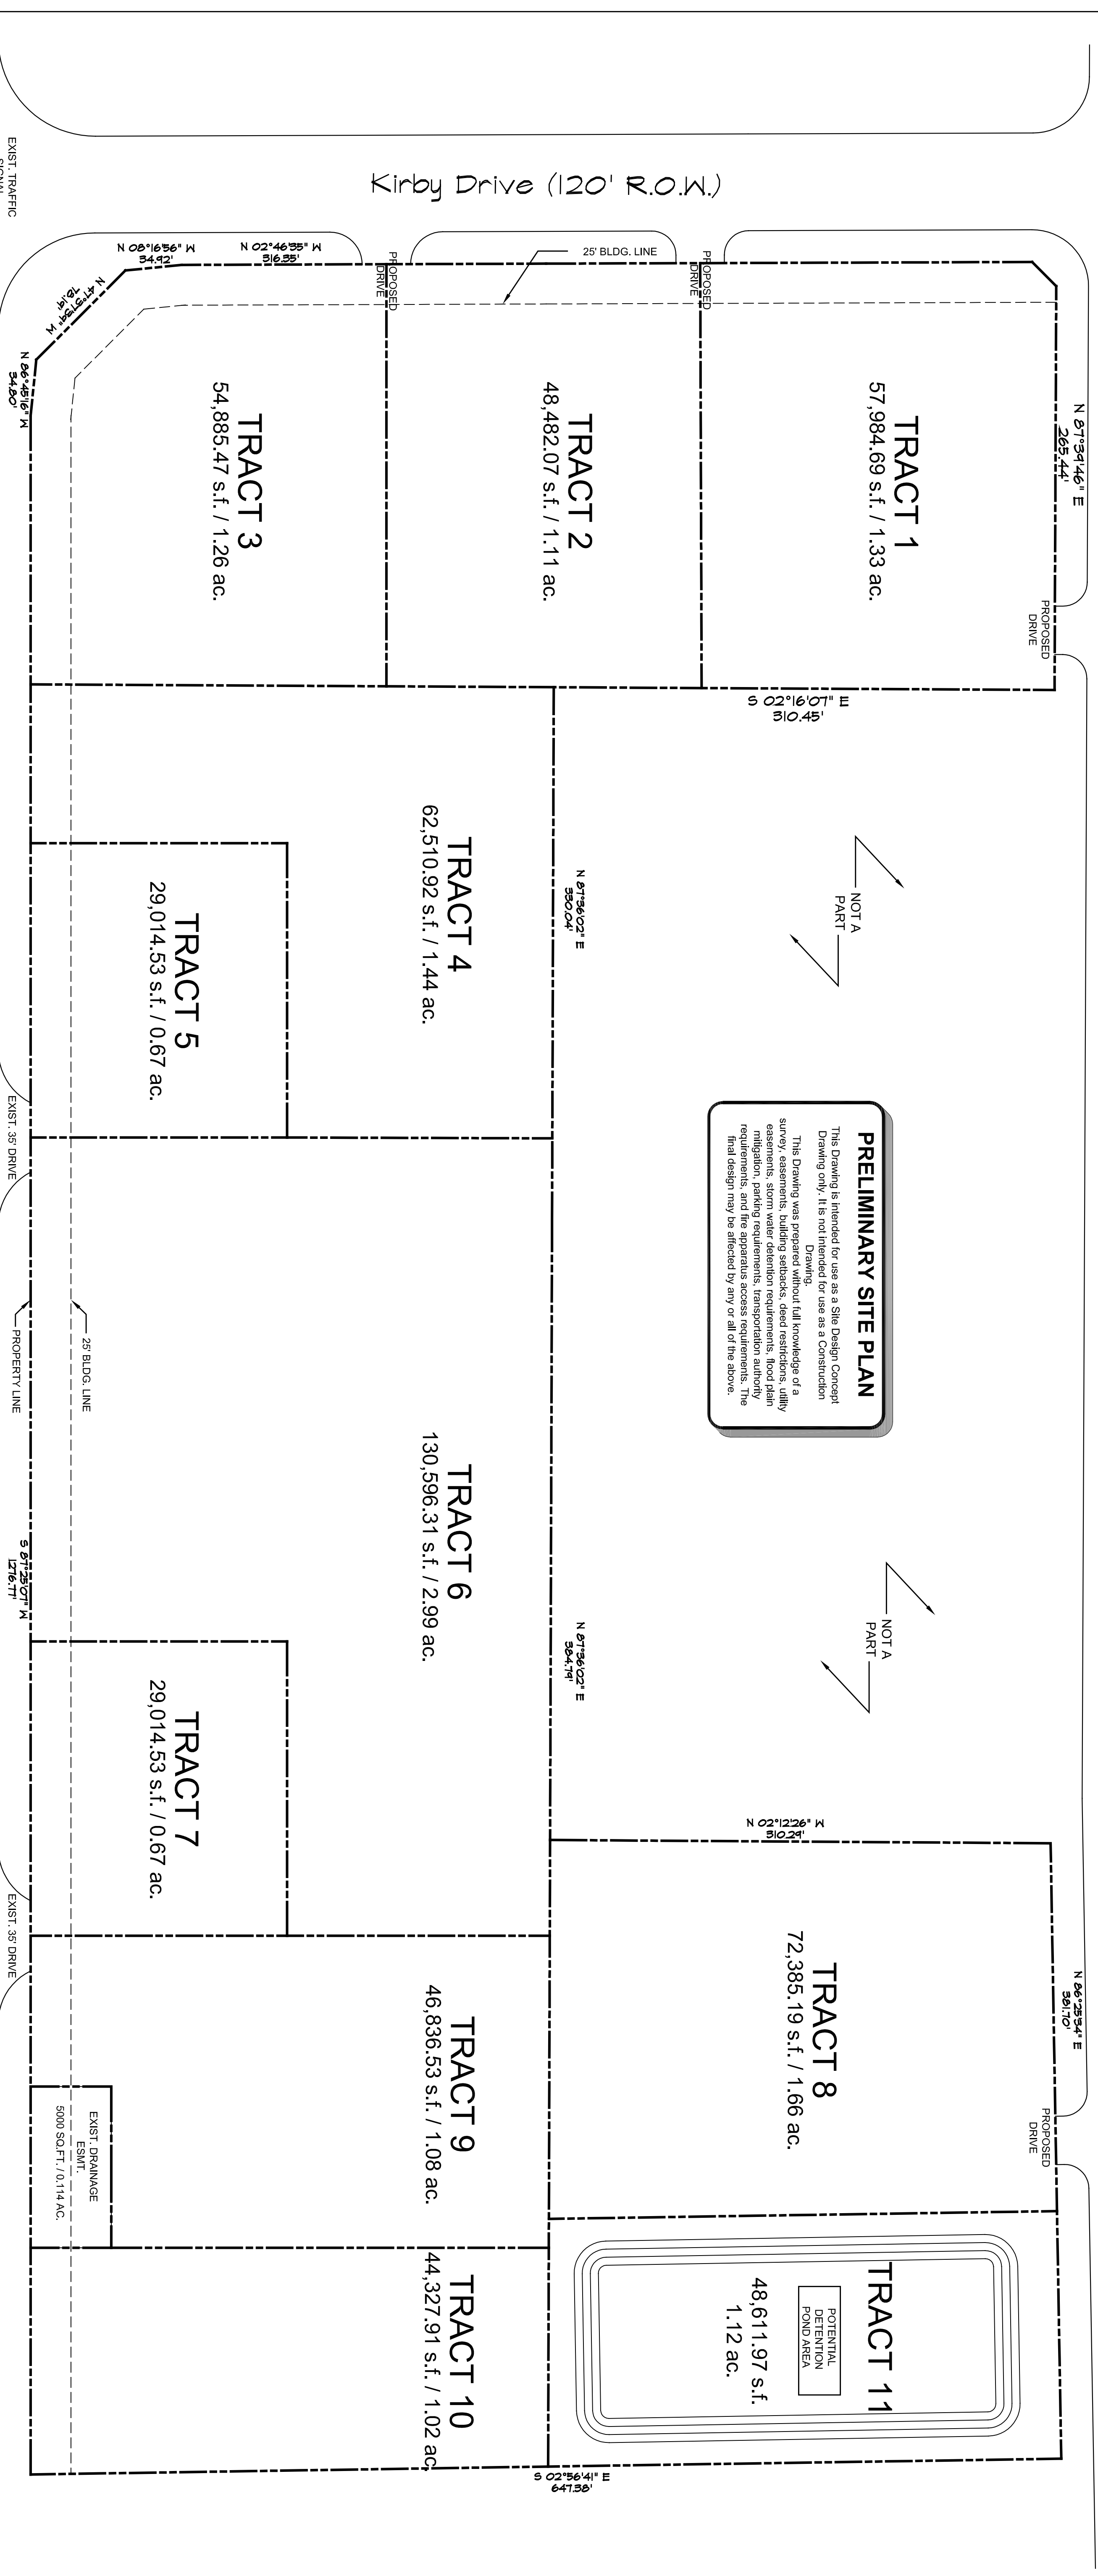 Kirby Drive (120' R.O.W.)
EXIST. TRAFFIC
SIGNAL
N 08°16'56" W
34.92'
N 02°46'35" W
316.35'
25' BLDG. LINE
PROPOSED
DRIVE
PROPOSED
DRIVE
34.80'
N 87°39'46" E
265.44'
PROPOSED
DRIVE
TRACT 1
57,984.69 s.f. / 1.33 ac.
TRACT 2
48,482.07 s.f. / 1.11 ac.
TRACT 3
54,885.47 s.f. / 1.26 ac.
S 02°16'07" E
310.45'
TRACT 4
62,510.92 s.f. / 1.44 ac.
TRACT 5
29,014.53 s.f. / 0.67 ac.
N 87°36'02" E
330.04'
NOT A
PART
EXIST. 35' DRIVE
PRELIMINARY SITE PLAN
This Drawing is intended for use as a Site Design Concept
Drawing only. It is not intended for use as a Construction
Drawing.
This Drawing was prepared without full knowledge of a
survey, easements, building setbacks, deed restrictions, utility
easements, storm water detention requirements, flood plain
mitigation, parking requirements, transportation authority
requirements, and fire apparatus access requirements. The
final design may be affected by any or all of the above.
25' BLDG. LINE
PROPERTY LINE
TRACT 6
130,596.31 s.f. / 2.99 ac.
N 87°36'02" E
384.79'
NOT A
PART
S 87°25'07" W
1276.77'
TRACT 7
29,014.53 s.f. / 0.67 ac.
EXIST. 35' DRIVE
N 02°12'26" W
310.29'
TRACT 8
72,385.19 s.f. / 1.66 ac.
N 86°25'34" E
381.70'
PROPOSED
DRIVE
TRACT 9
46,836.53 s.f. / 1.08 ac.
EXIST. DRAINAGE
ESMT.
5000 SQ.FT. / 0.114 AC.
TRACT 10
44,327.91 s.f. / 1.02 ac.
TRACT 11
POTENTIAL
DETENTION
POND AREA
48,611.97 s.f.
1.12 ac.
S 02°56'41" E
647.38'